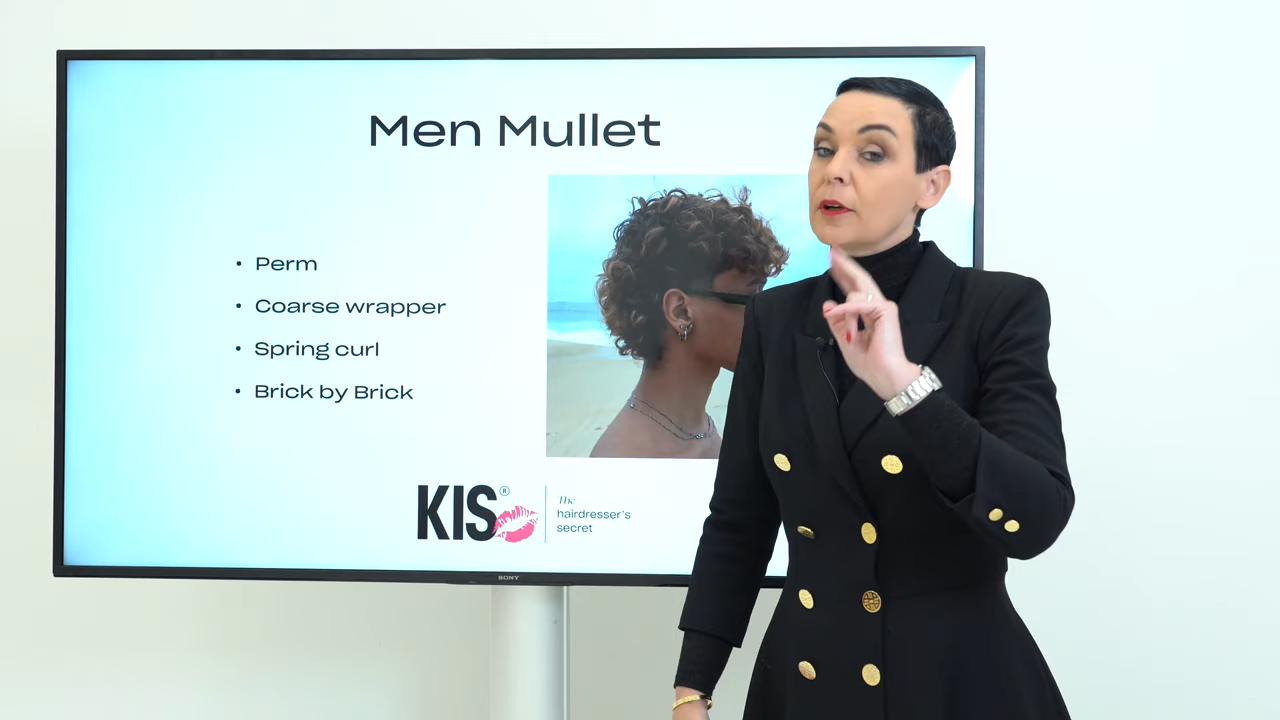 Men Mullet
• Perm
• Coarse wrapper
• Spring curl
• Brick by Brick
KIS®
The
hairdresser's
secret
SONY